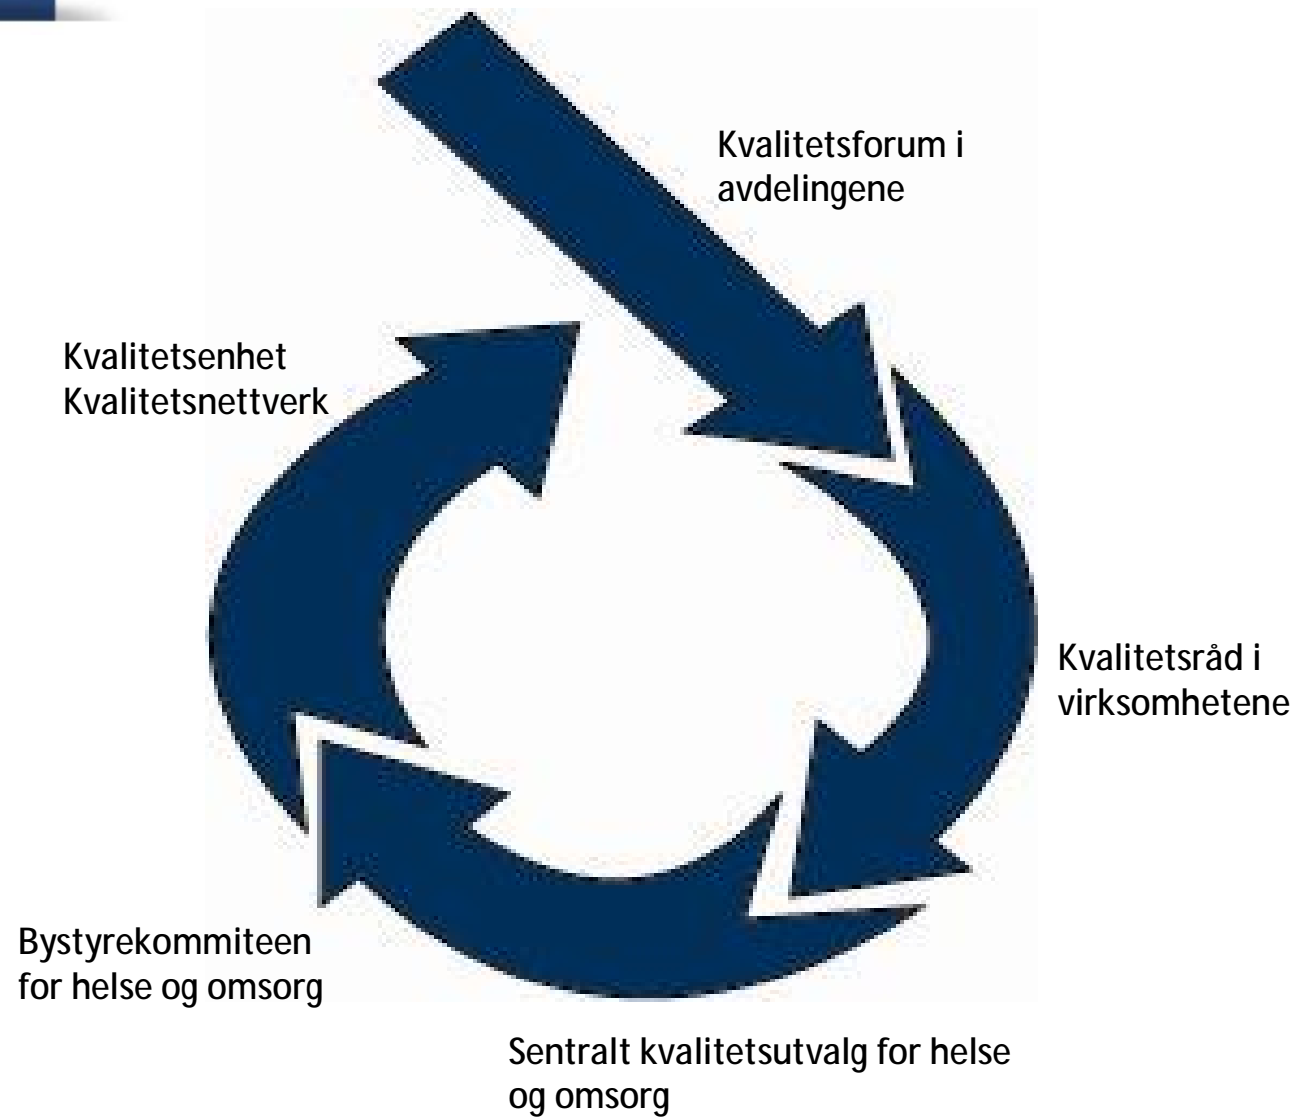 Kvalitetsforum i
avdelingene
Kvalitetsenhet
Kvalitetsnettverk
Kvalitetsråd i
virksomhetene
Bystyrekommiteen
for helse og omsorg
Sentralt kvalitetsutvalg for helse
og omsorg